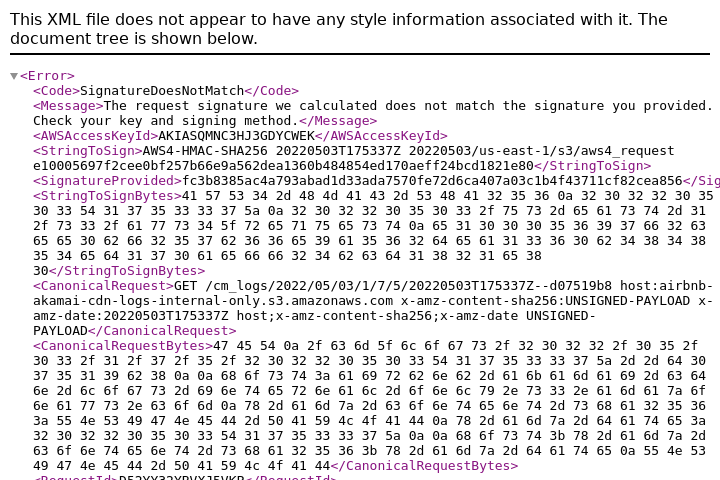 This XML file does not appear to have any style information associated with it. The
document tree is shown below.
<Error>
<Code>SignatureDoesNotMatch</Code>
<Message>The request signature we calculated does not match the signature you provided.
Check your key and signing method.</Message>
<AWSAccessKeyId>AKIASQMNC3HJ3GDYCWEK</AWSAccessKeyId>
<StringToSign>AWS4-HMAC-SHA256 20220503T175337Z 20220503/us-east-1/s3/aws4_request
e10005697f2cee0bf257b66e9a562dea1360b484854ed170aeff24bcd1821e80</StringToSign>
<SignatureProvided>fc3b8385ac4a793abad1d33ada7570fe72d6ca407a03c1b4f43711cf82cea856</Sig
<StringToSignBytes>41 57 53 34 2d 48 4d 41 43 2d 53 48 41 32 35 36 0a 32 30 32 32 30 35
30 33 54 31 37 35 33 33 37 5a 0a 32 30 32 32 30 35 30 33 2f 75 73 2d 65 61 73 74 2d 31
2f 73 33 2f 61 77 73 34 5f 72 65 71 75 65 73 74 0a 65 31 30 30 30 35 36 39 37 66 32 63
65 65 30 62 66 32 35 37 62 36 36 65 39 61 35 36 32 64 65 61 31 33 36 30 62 34 38 34 38
35 34 65 64 31 37 30 61 65 66 66 32 34 62 63 64 31 38 32 31 65 38
30</StringToSignBytes>
<CanonicalRequest>GET /cm_logs/2022/05/03/1/7/5/20220503T175337Z--d07519b8 host:airbnb-
akamai-cdn-logs-internal-only.s3.amazonaws.com x-amz-content-sha256:UNSIGNED-PAYLOAD x-
amz-date:20220503T175337Z host;x-amz-content-sha256;x-amz-date UNSIGNED-
PAYLOAD</CanonicalRequest>
<CanonicalRequestBytes>47 45 54 0a 2f 63 6d 5f 6c 6f 67 73 2f 32 30 32 32 2f 30 35 2f
30 33 2f 31 2f 37 2f 35 2f 32 30 32 32 30 35 30 33 54 31 37 35 33 33 37 5a 2d 2d 64 30
37 35 31 39 62 38 0a 0a 68 6f 73 74 3a 61 69 72 62 6e 62 2d 61 6b 61 6d 61 69 2d 63 64
6e 2d 6c 6f 67 73 2d 69 6e 74 65 72 6e 61 6c 2d 6f 6e 6c 79 2e 73 33 2e 61 6d 61 7a 6f
6e 61 77 73 2e 63 6f 6d 0a 78 2d 61 6d 7a 2d 63 6f 6e 74 65 6e 74 2d 73 68 61 32 35 36
3a 55 4e 53 49 47 4e 45 44 2d 50 41 59 4c 4f 41 44 0a 78 2d 61 6d 7a 2d 64 61 74 65 3a
32 30 32 32 30 35 30 33 54 31 37 35 33 33 37 5a 0a 0a 68 6f 73 74 3b 78 2d 61 6d 7a 2d
63 6f 6e 74 65 6e 74 2d 73 68 61 32 35 36 3b 78 2d 61 6d 7a 2d 64 61 74 65 0a 55 4e 53
49 47 4e 45 44 2d 50 41 59 4c 4f 41 44</CanonicalRequestBytes>